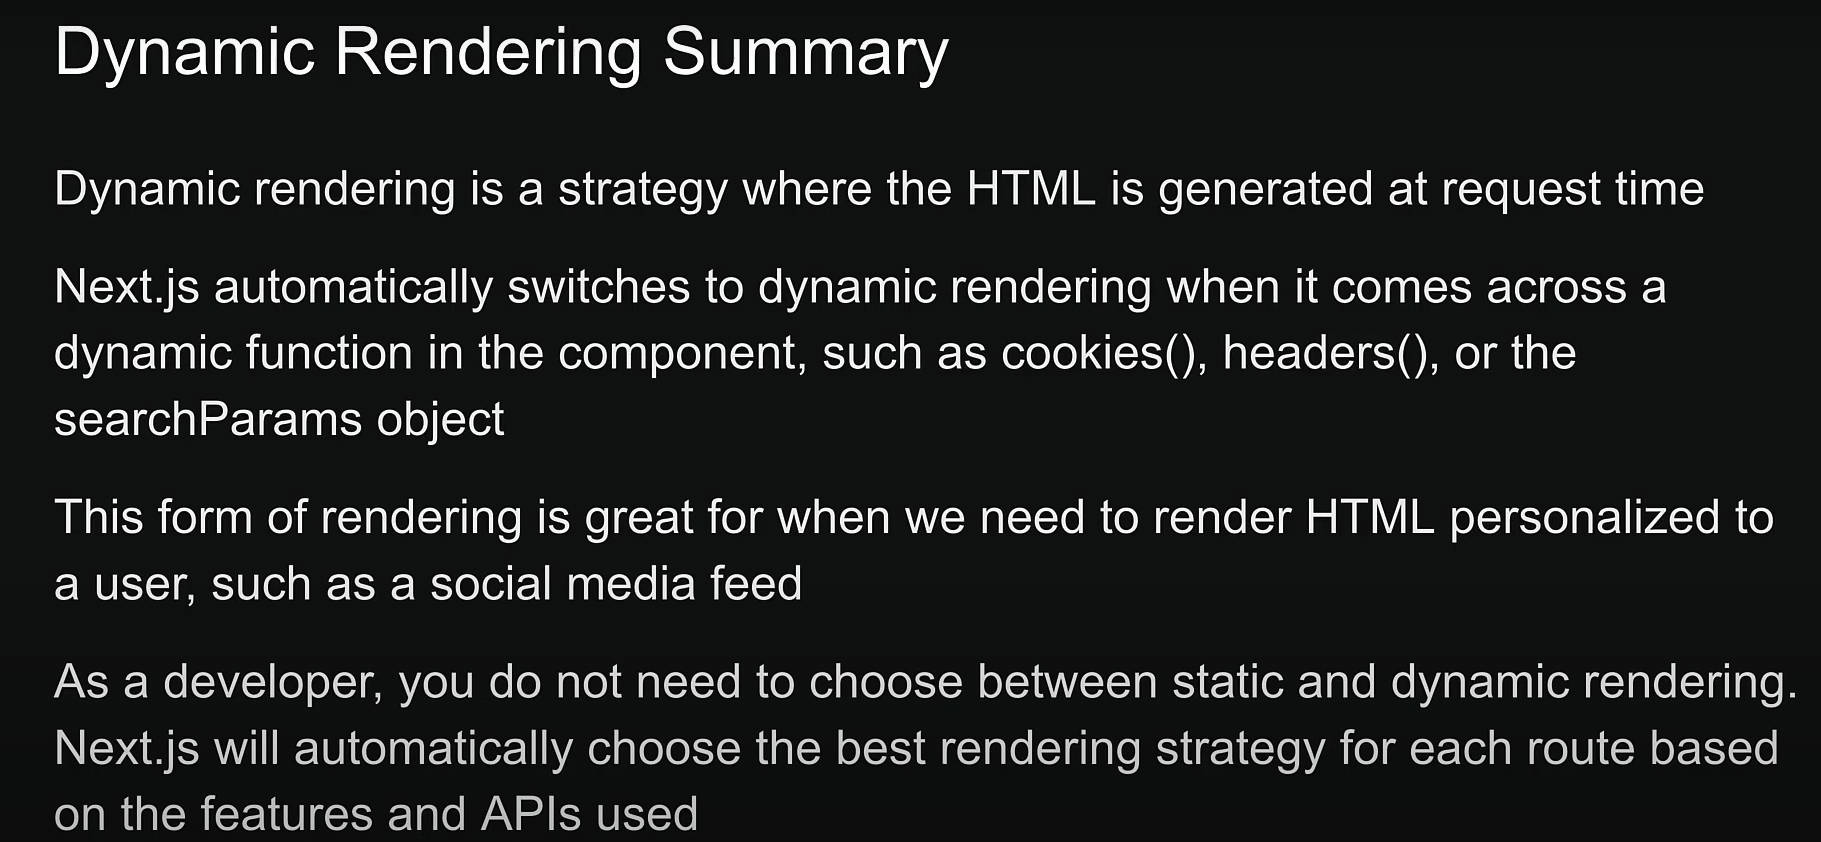 Dynamic Rendering Summary
Dynamic rendering is a strategy where the HTML is generated at request time
Next.js automatically switches to dynamic rendering when it comes across a
dynamic function in the component, such as cookies(), headers(), or the
searchParams object
This form of rendering is great for when we need to render HTML personalized to
a user, such as a social media feed
As a developer, you do not need to choose between static and dynamic rendering.
Next.js will automatically choose the best rendering strategy for each route based
on the features and APIs used